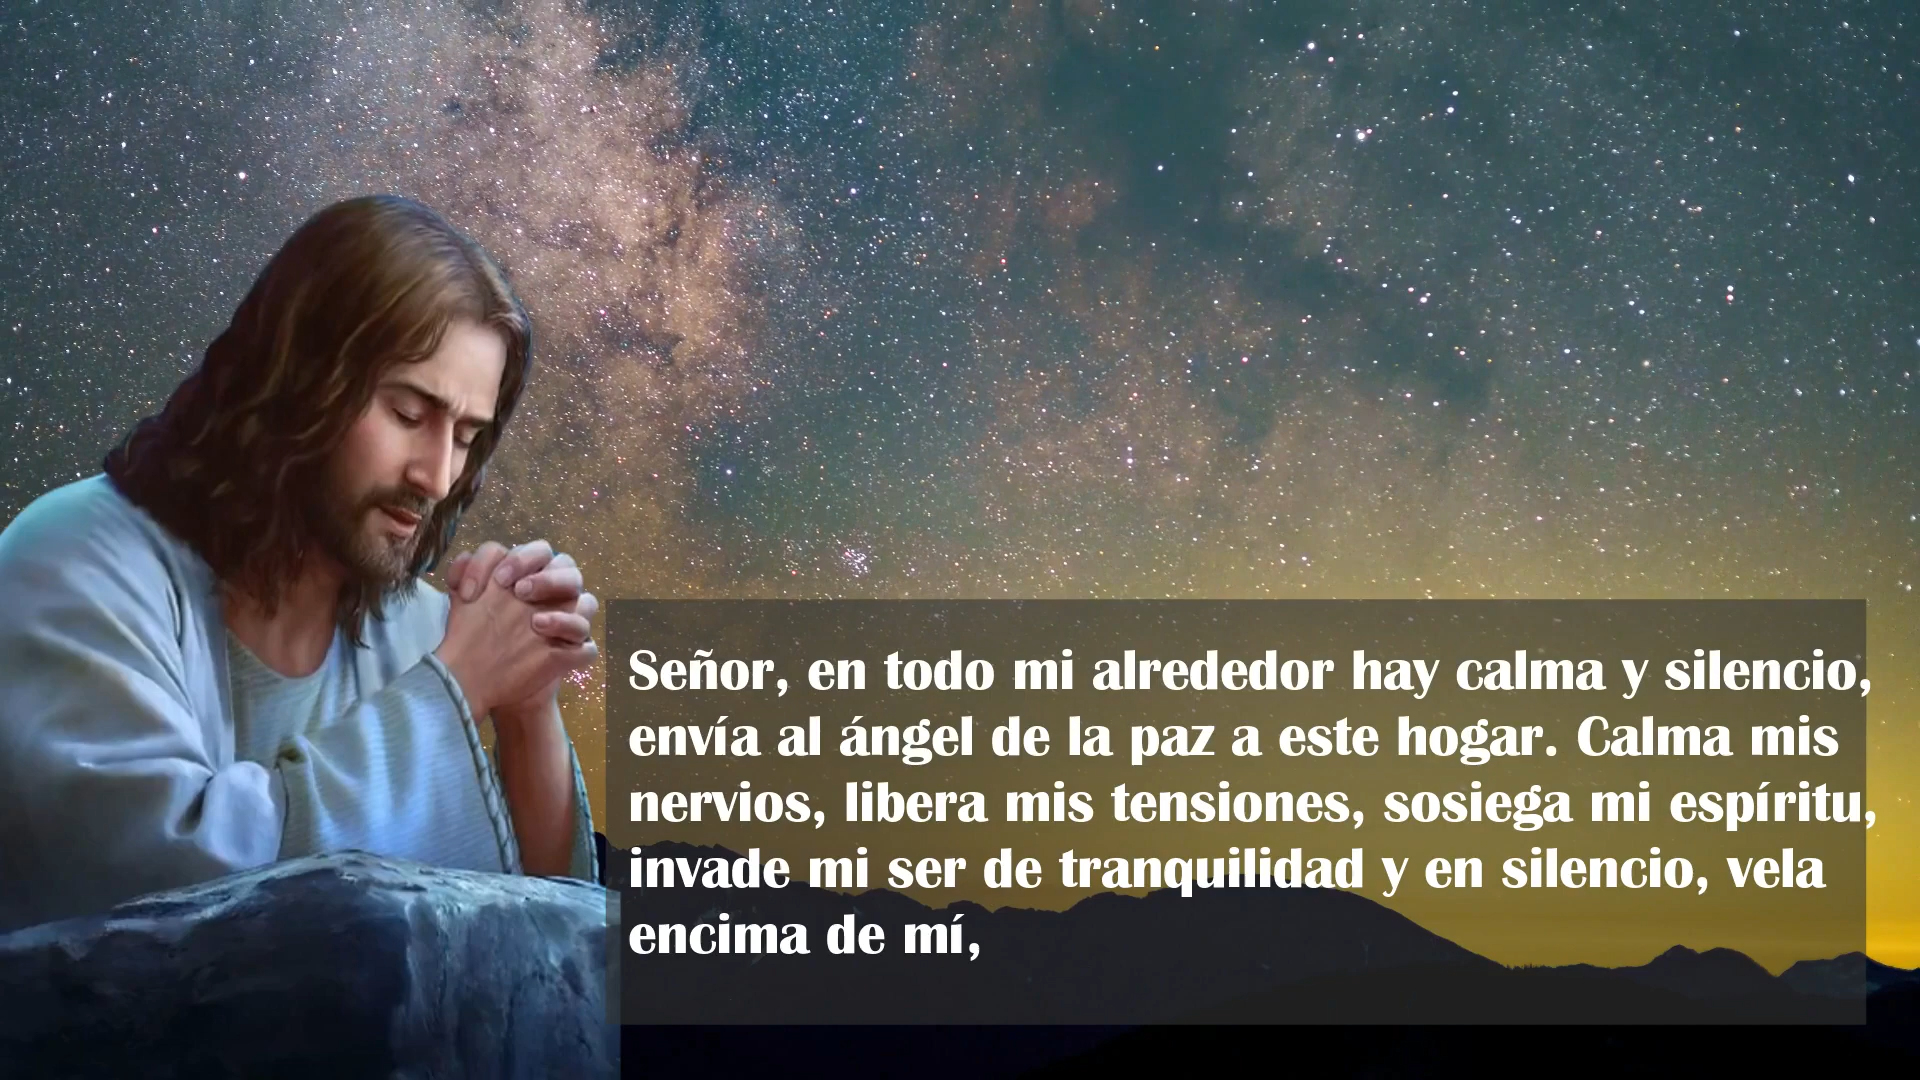 Señor, en todo mi alrededor hay calma y silencio,
envía al ángel de la paz a este hogar. Calma mis
nervios, libera mis tensiones, sosiega mi espíritu,
invade mi ser de tranquilidad y en silencio, vela
encima de mí,